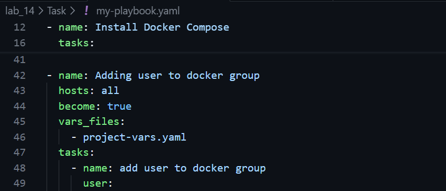 lab_14 > Task > ! my-playbook.yaml
12 - name: Install Docker Compose
16 tasks:
41
42 - name: Adding user to docker group
43 hosts: all
44 become: true
45 vars_files:
46 - project-vars.yaml
47 tasks:
48 - name: add user to docker group
49 user: